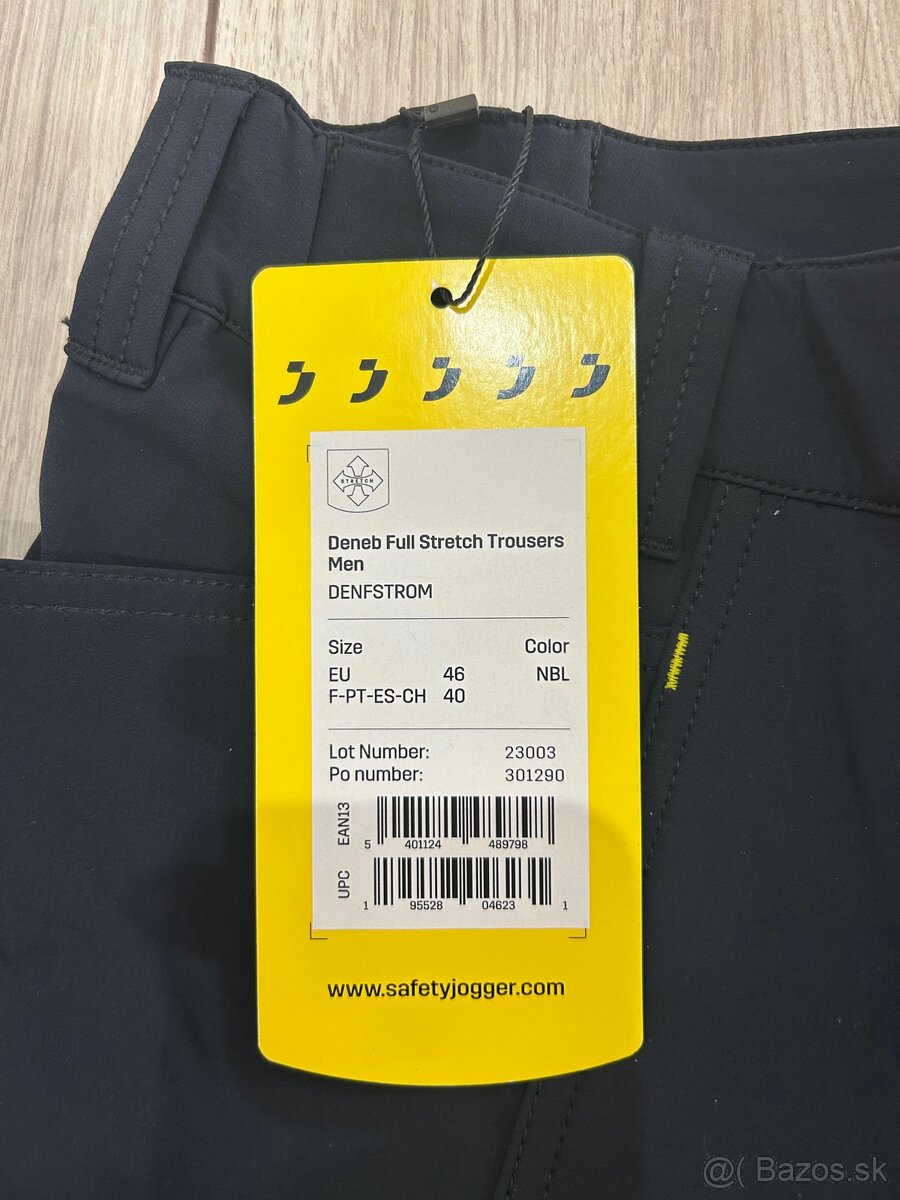 STRETCH
Deneb Full Stretch Trousers
Men
DENFSTROM
Size Color
EU 46 NBL
F-PT-ES-CH 40
Lot Number: 23003
Po number: 301290
EAN13
5 401124 489798
UPC
1 95528 04623 1
www.safetyjogger.com
@( Bazos.sk